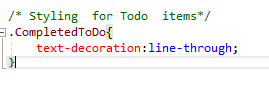 /* Styling  for Todo  items*/
.CompletedToDo{
    text-decoration:line-through;
}